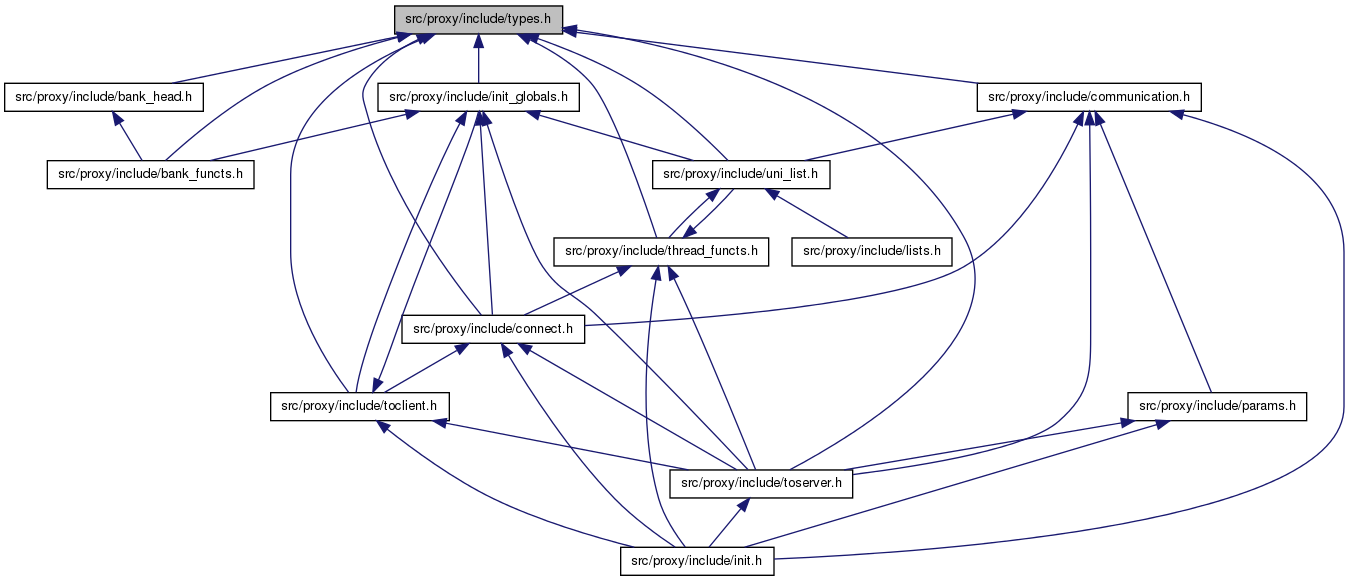 src/proxy/include/types.h
src/proxy/include/bank_head.h
src/proxy/include/init_globals.h
src/proxy/include/communication.h
src/proxy/include/bank_functs.h
src/proxy/include/uni_list.h
src/proxy/include/thread_functs.h
src/proxy/include/lists.h
src/proxy/include/connect.h
src/proxy/include/toclient.h
src/proxy/include/params.h
src/proxy/include/toserver.h
src/proxy/include/init.h